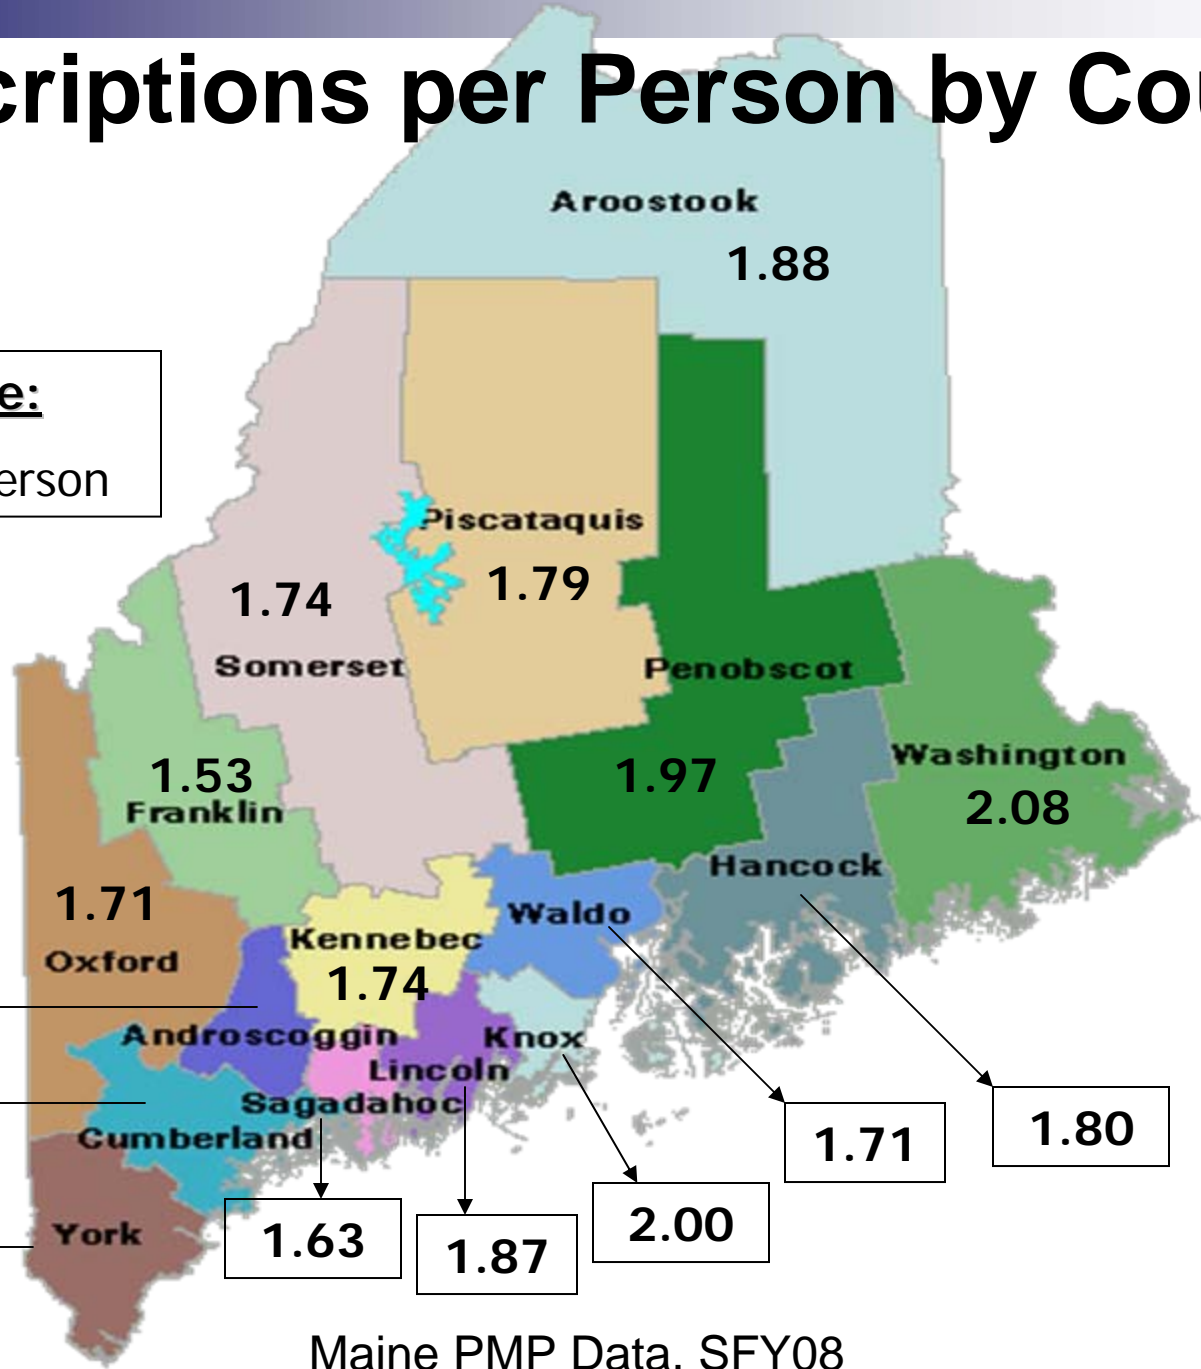 criptions per Person by Cou
Aroostook
1.88
e:
erson
Piscataquis
1.79
1.74
Somerset
Penobscot
1.97
Washington
2.08
1.53
Franklin
Hancock
1.71
Oxford
Waldo
Kennebec
1.74
Androscoggin
Knox
Lincoln
Sagadahoc
Cumberland
1.80
1.71
2.00
York
1.63
1.87
Maine PMP Data, SFY08